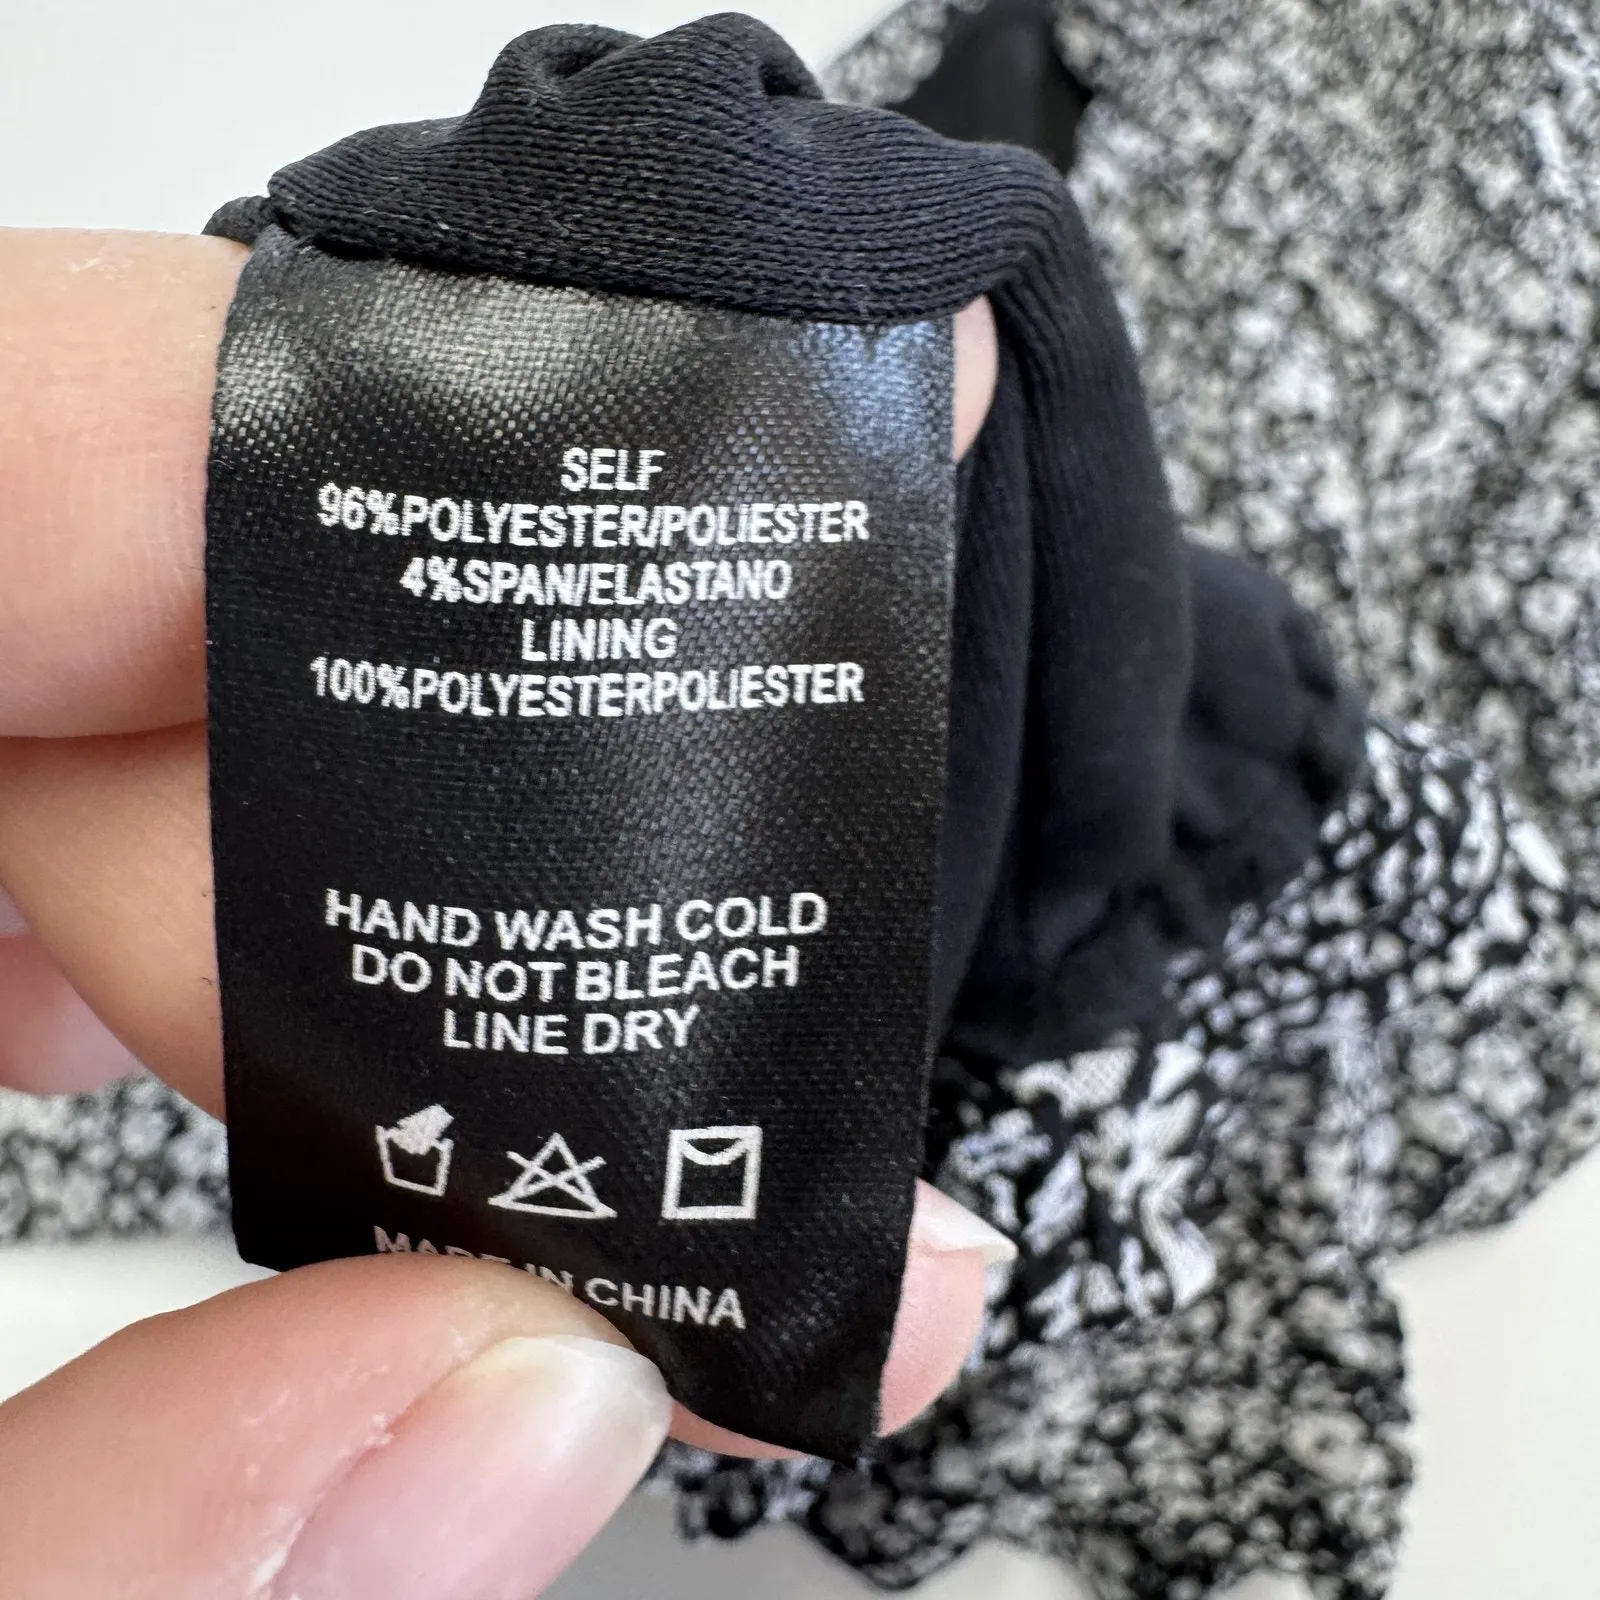 SELF
96%POLYESTER/POLIESTER
4%SPAN/ELASTANO
LINING
100%POLYESTERPOLIESTER
HAND WASH COLD
DO NOT BLEACH
LINE DRY
MADE IN CHINA